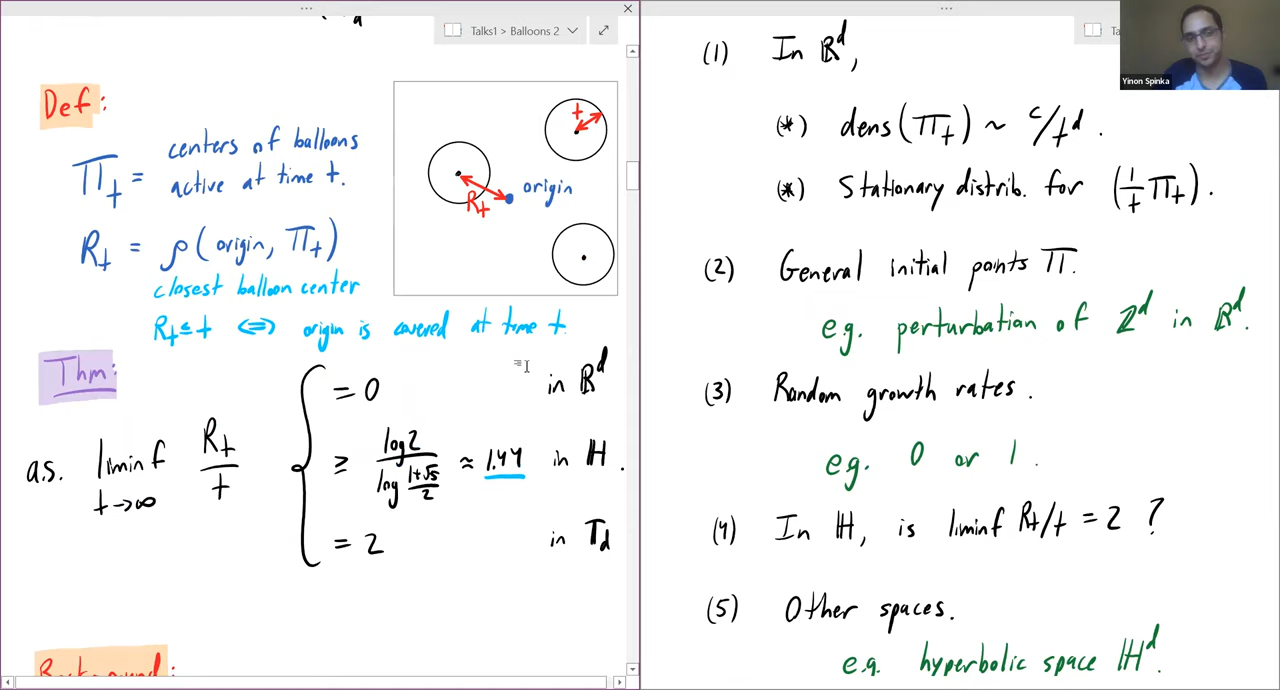 Talks1 > Balloons 2
Def:
Π_t = centers of balloons
active at time t.
R_t = ρ(origin, Π_t)
closest balloon center
R_t ≤ t ⟺ origin is covered at time t.
t
R_t
origin
Thm:
a.s. liminf_{t→∞} R_t/t
= 0 in ℝ^d
≥ log2 / log((1+√5)/2) ≈ 1.44 in ℍ.
= 2 in T_d
Background:
Yinon Spinka
(1) In ℝ^d,
(*) dens(Π_t) ~ c/t^d.
(*) Stationary distrib. for (1/t Π_t).
(2) General initial points Π.
e.g. perturbation of ℤ^d in ℝ^d.
(3) Random growth rates.
e.g. 0 or 1.
(4) In ℍ, is liminf R_t/t = 2 ?
(5) Other spaces.
e.g. hyperbolic space ℍ^d.